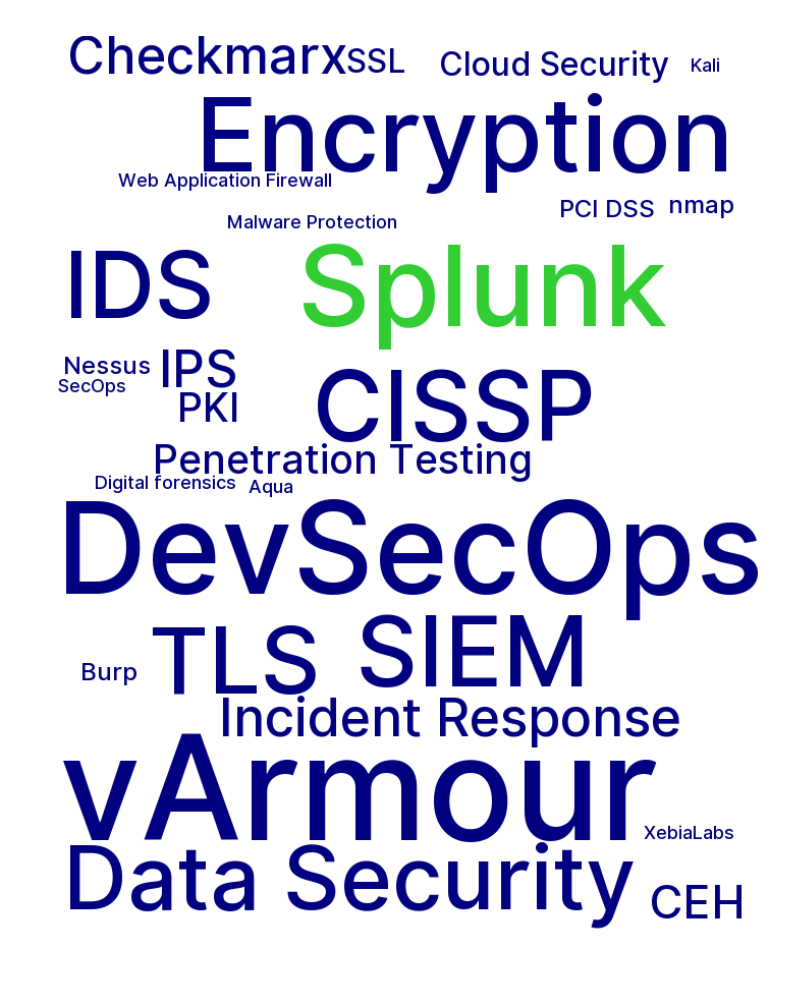 Checkmarx SSL Cloud Security Kali
Encryption
Web Application Firewall
PCI DSS nmap
Malware Protection
IDS Splunk
Nessus IPS
SecOps
PKI CISSP
Penetration Testing
Digital forensics Aqua
DevSecOps
Burp TLS SIEM
Incident Response
vArmour
XebiaLabs
Data Security CEH